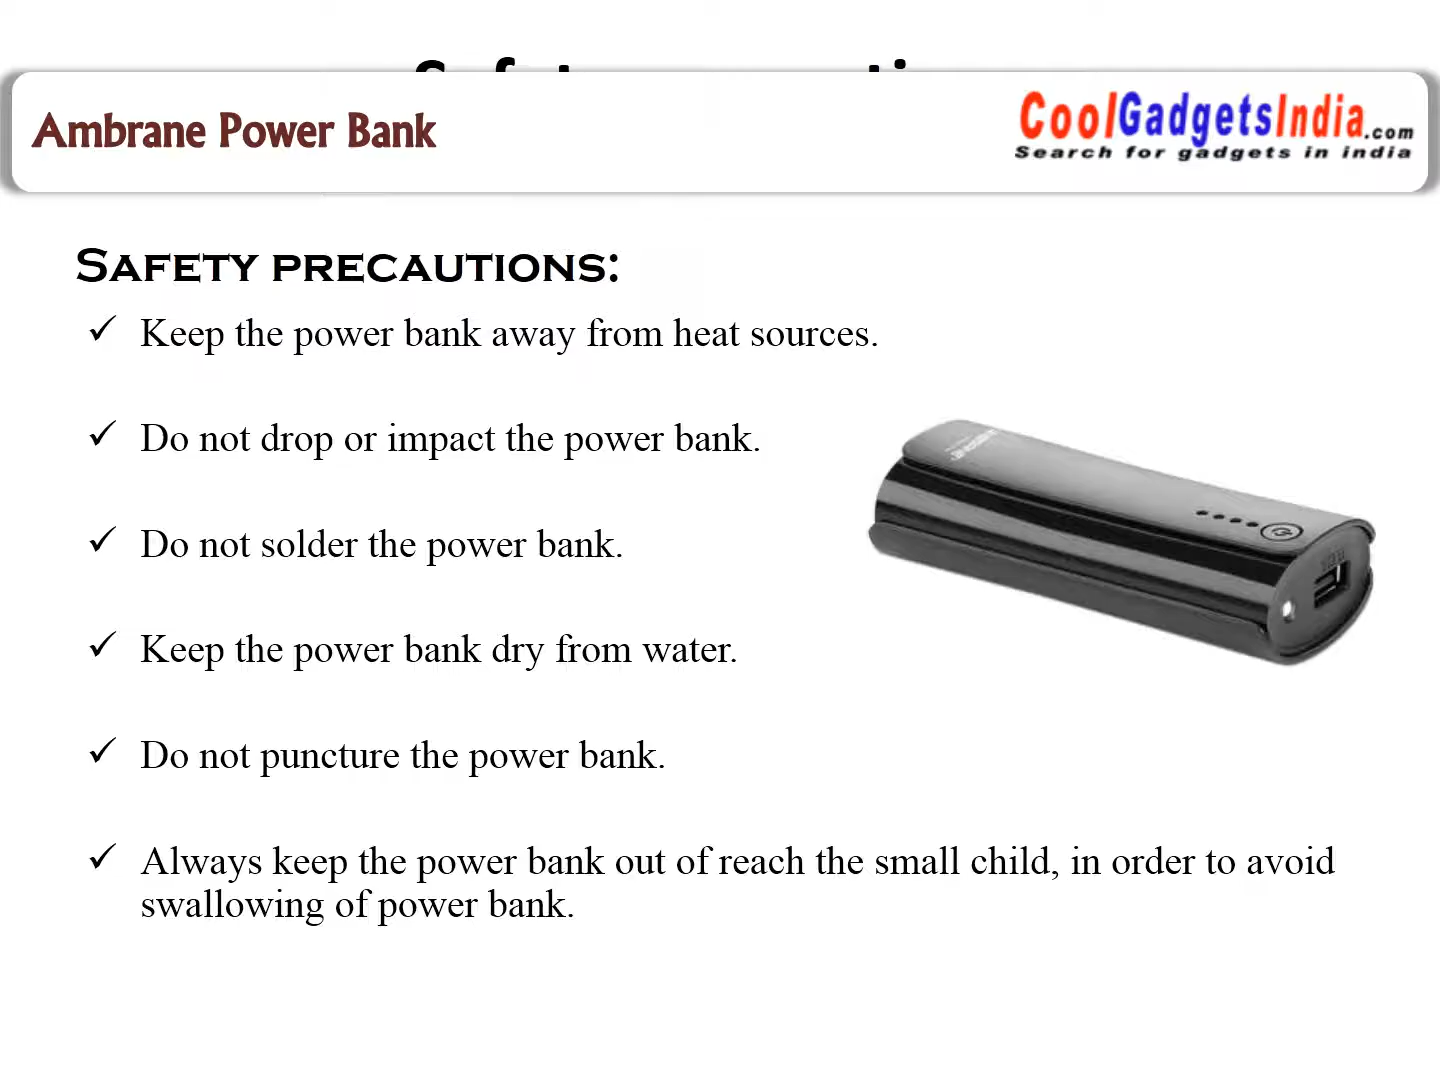 Ambrane Power Bank
CoolGadgetsIndia.com
Search for gadgets in india
Safety precautions:
✓ Keep the power bank away from heat sources.
✓ Do not drop or impact the power bank.
✓ Do not solder the power bank.
✓ Keep the power bank dry from water.
✓ Do not puncture the power bank.
✓ Always keep the power bank out of reach the small child, in order to avoid
swallowing of power bank.